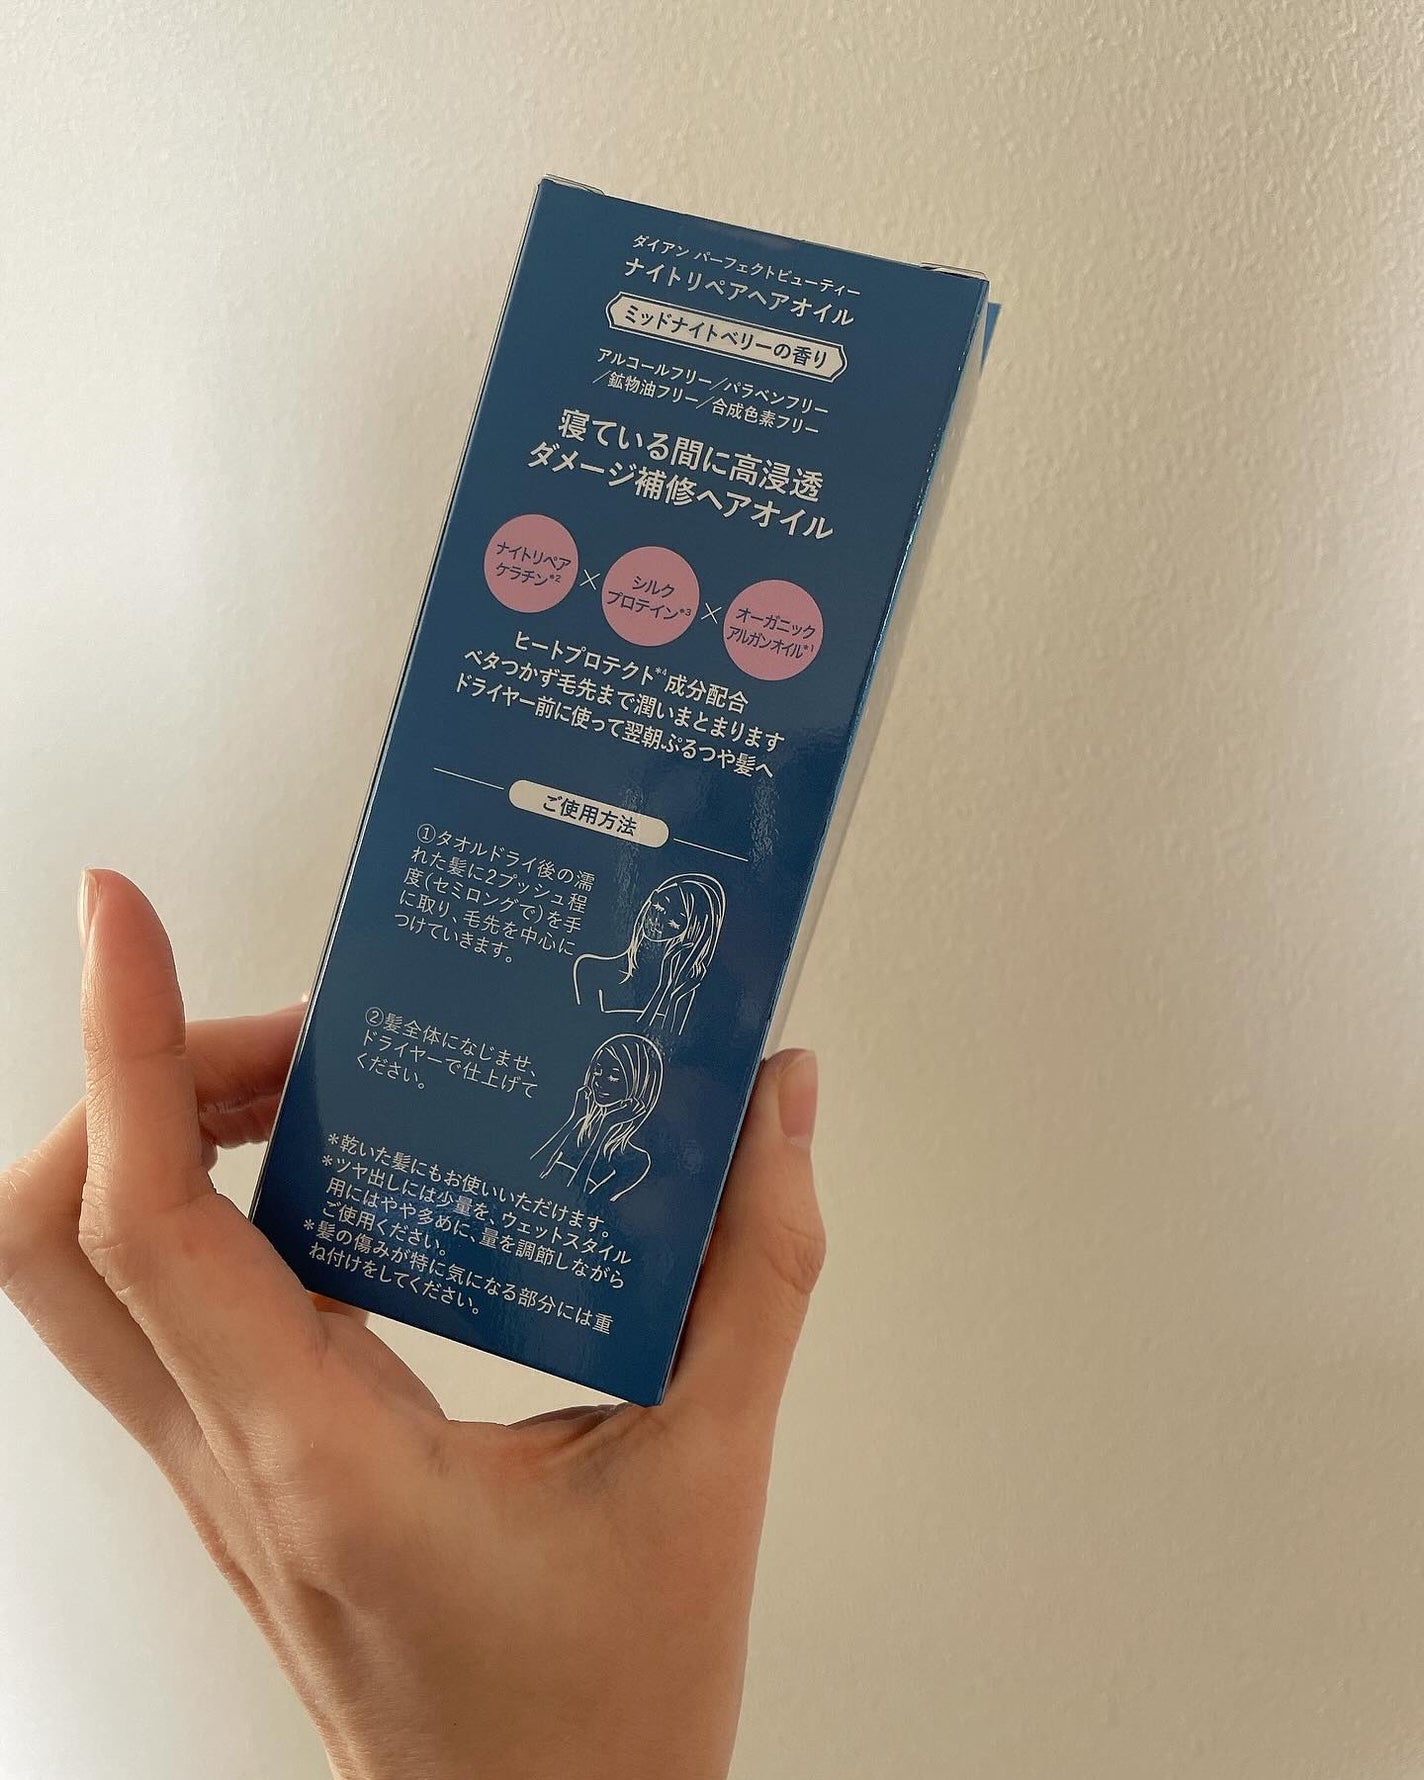 ダイアン パーフェクトビューティー
ナイトリペアヘアオイル
ミッドナイトベリーの香り
アルコールフリー/パラベンフリー
/鉱物油フリー/合成色素フリー
寝ている間に高浸透
ダメージ補修ヘアオイル
ナイトリペア
ケラチン*2
×
シルク
プロテイン*3
×
オーガニック
アルガンオイル*1
ヒートプロテクト*4成分配合
ベタつかず毛先まで潤いまとまります
ドライヤー前に使って翌朝ぷるつや髪へ
ご使用方法
①タオルドライ後の濡
れた髪に2プッシュ程
度(セミロングで)を手
に取り、毛先を中心に
つけていきます。
②髪全体になじませ、
ドライヤーで仕上げて
ください。
*乾いた髪にもお使いいただけます。
*ツヤ出しには少量を、ウェットスタイル
用にはやや多めに、量を調節しながら
ご使用ください。
*髪の傷みが特に気になる部分には重
ね付けをしてください。